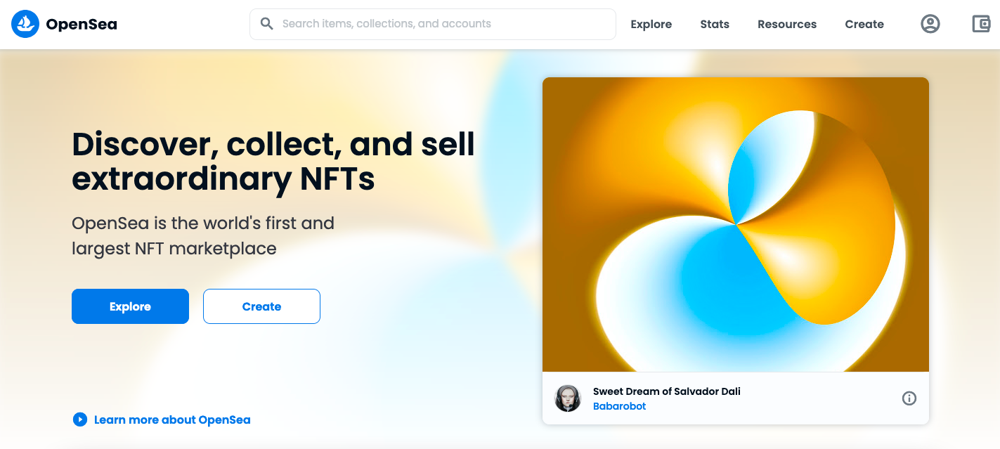 OpenSea
Search items, collections, and accounts
Explore
Stats
Resources
Create
Discover, collect, and sell
extraordinary NFTs
OpenSea is the world's first and
largest NFT marketplace
Explore
Create
Learn more about OpenSea
Sweet Dream of Salvador Dali
Babarobot